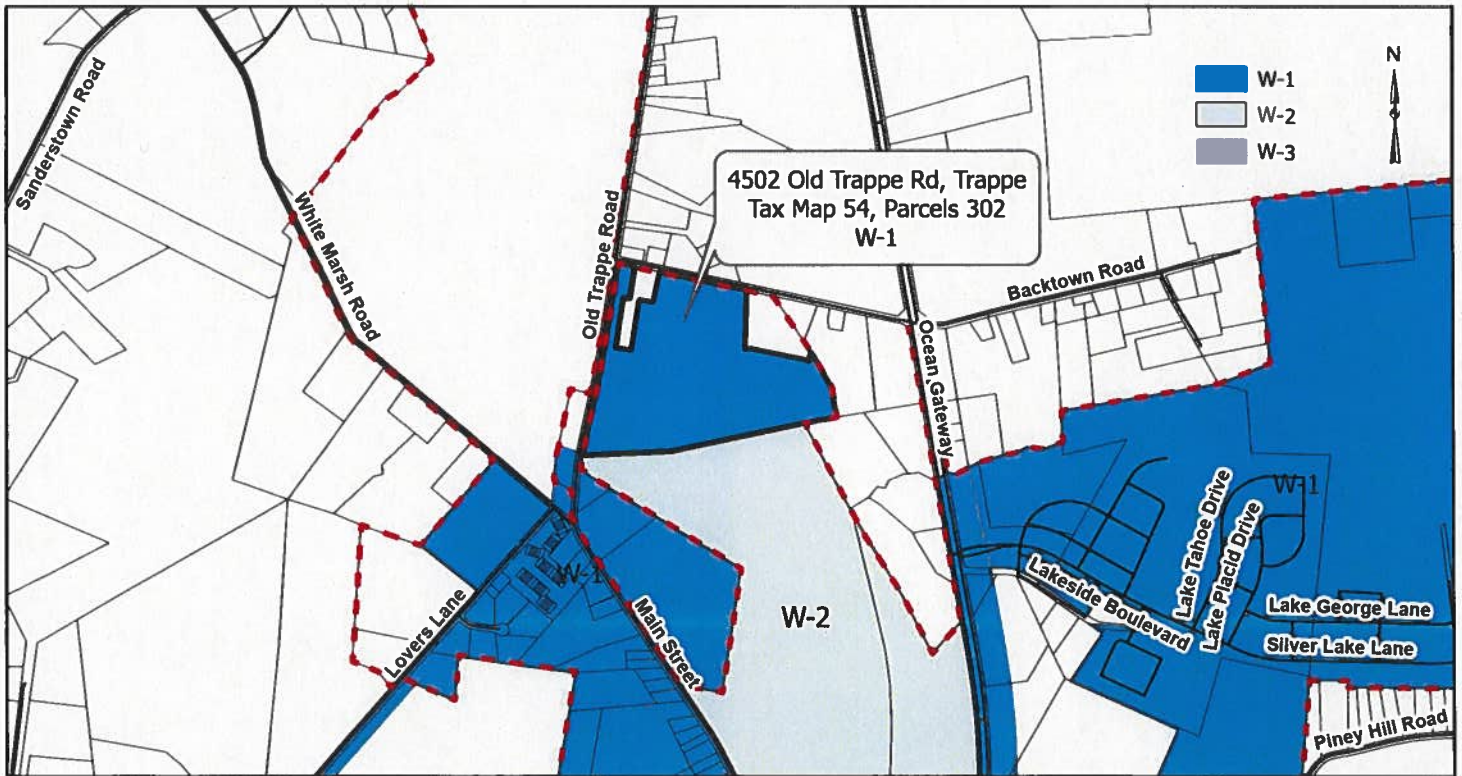 N
W-1
W-2
W-3
Sanderstown Road
White Marsh Road
Old Trappe Road
4502 Old Trappe Rd, Trappe
Tax Map 54, Parcels 302
W-1
Backtown Road
Ocean Gateway
W-1
Lake Tahoe Drive
Lake Placid Drive
Lakeside Boulevard
Lake George Lane
Silver Lake Lane
Piney Hill Road
W-1
Lovers Lane
Main Street
W-2